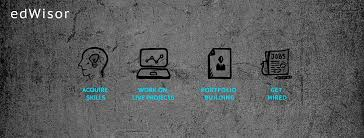 edWisor
ACQUIRE
SKILLS
WORK ON
LIVE PROJECTS
PORTFOLIO
BUILDING
JOBS
GET
HIRED